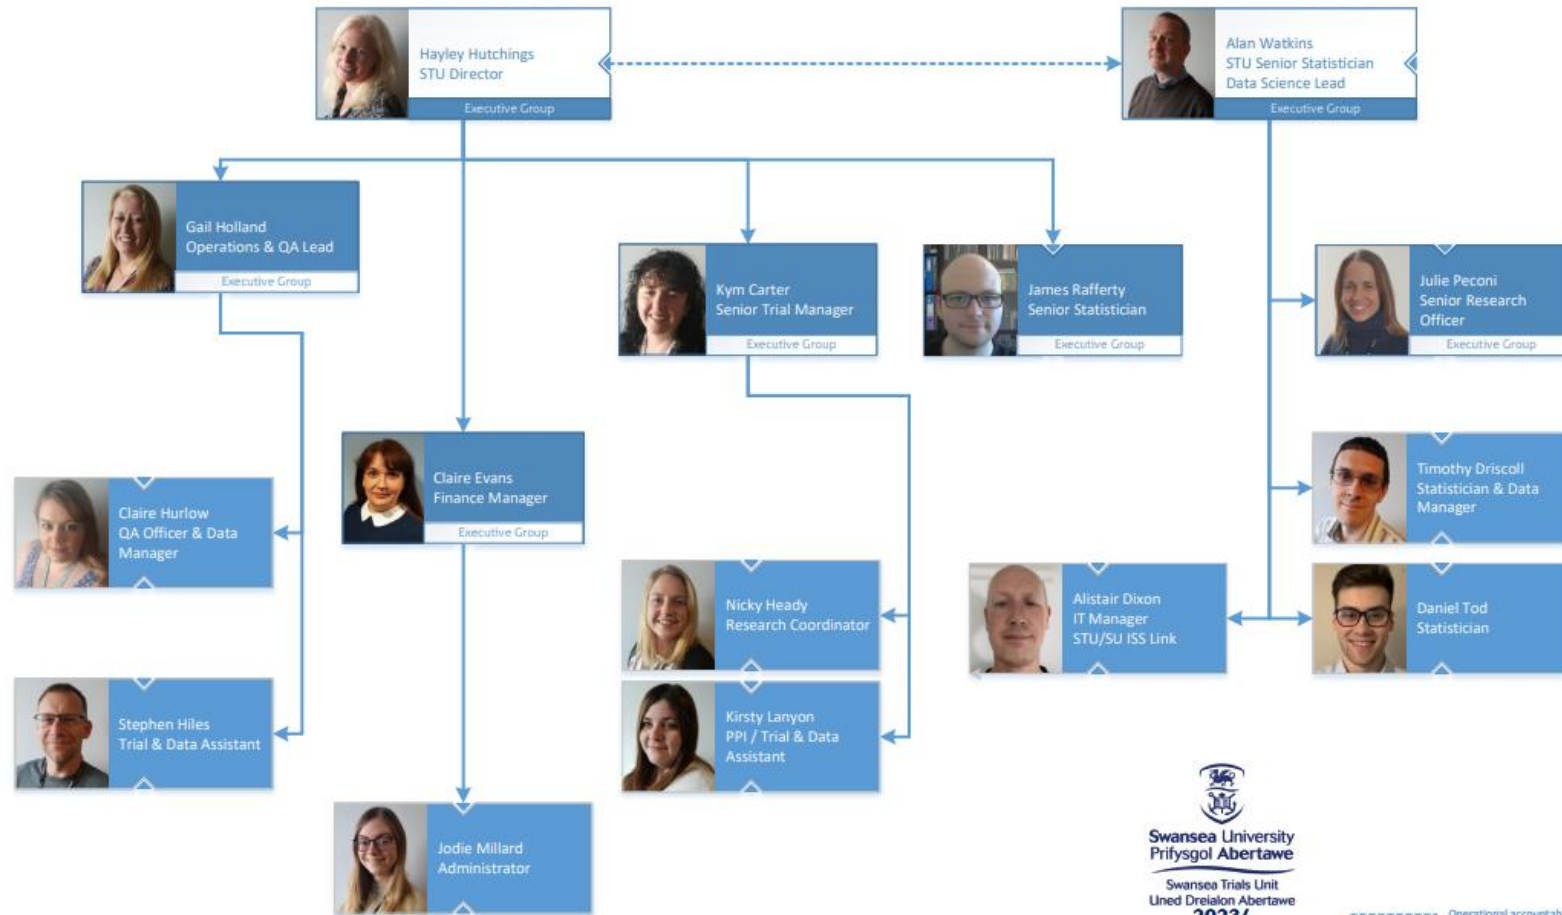 Hayley Hutchings
STU Director
Executive Group
Alan Watkins
STU Senior Statistician
Data Science Lead
Executive Group
Gail Holland
Operations & QA Lead
Executive Group
Kym Carter
Senior Trial Manager
Executive Group
James Rafferty
Senior Statistician
Executive Group
Julie Peconi
Senior Research
Officer
Executive Group
Claire Evans
Finance Manager
Executive Group
Timothy Driscoll
Statistician & Data
Manager
Claire Hurlow
QA Officer & Data
Manager
Nicky Heady
Research Coordinator
Alistair Dixon
IT Manager
STU/SU ISS Link
Daniel Tod
Statistician
Stephen Hiles
Trial & Data Assistant
Kirsty Lanyon
PPI / Trial & Data
Assistant
Jodie Millard
Administrator
Swansea University
Prifysgol Abertawe
Swansea Trials Unit
Uned Dreialon Abertawe
Operational